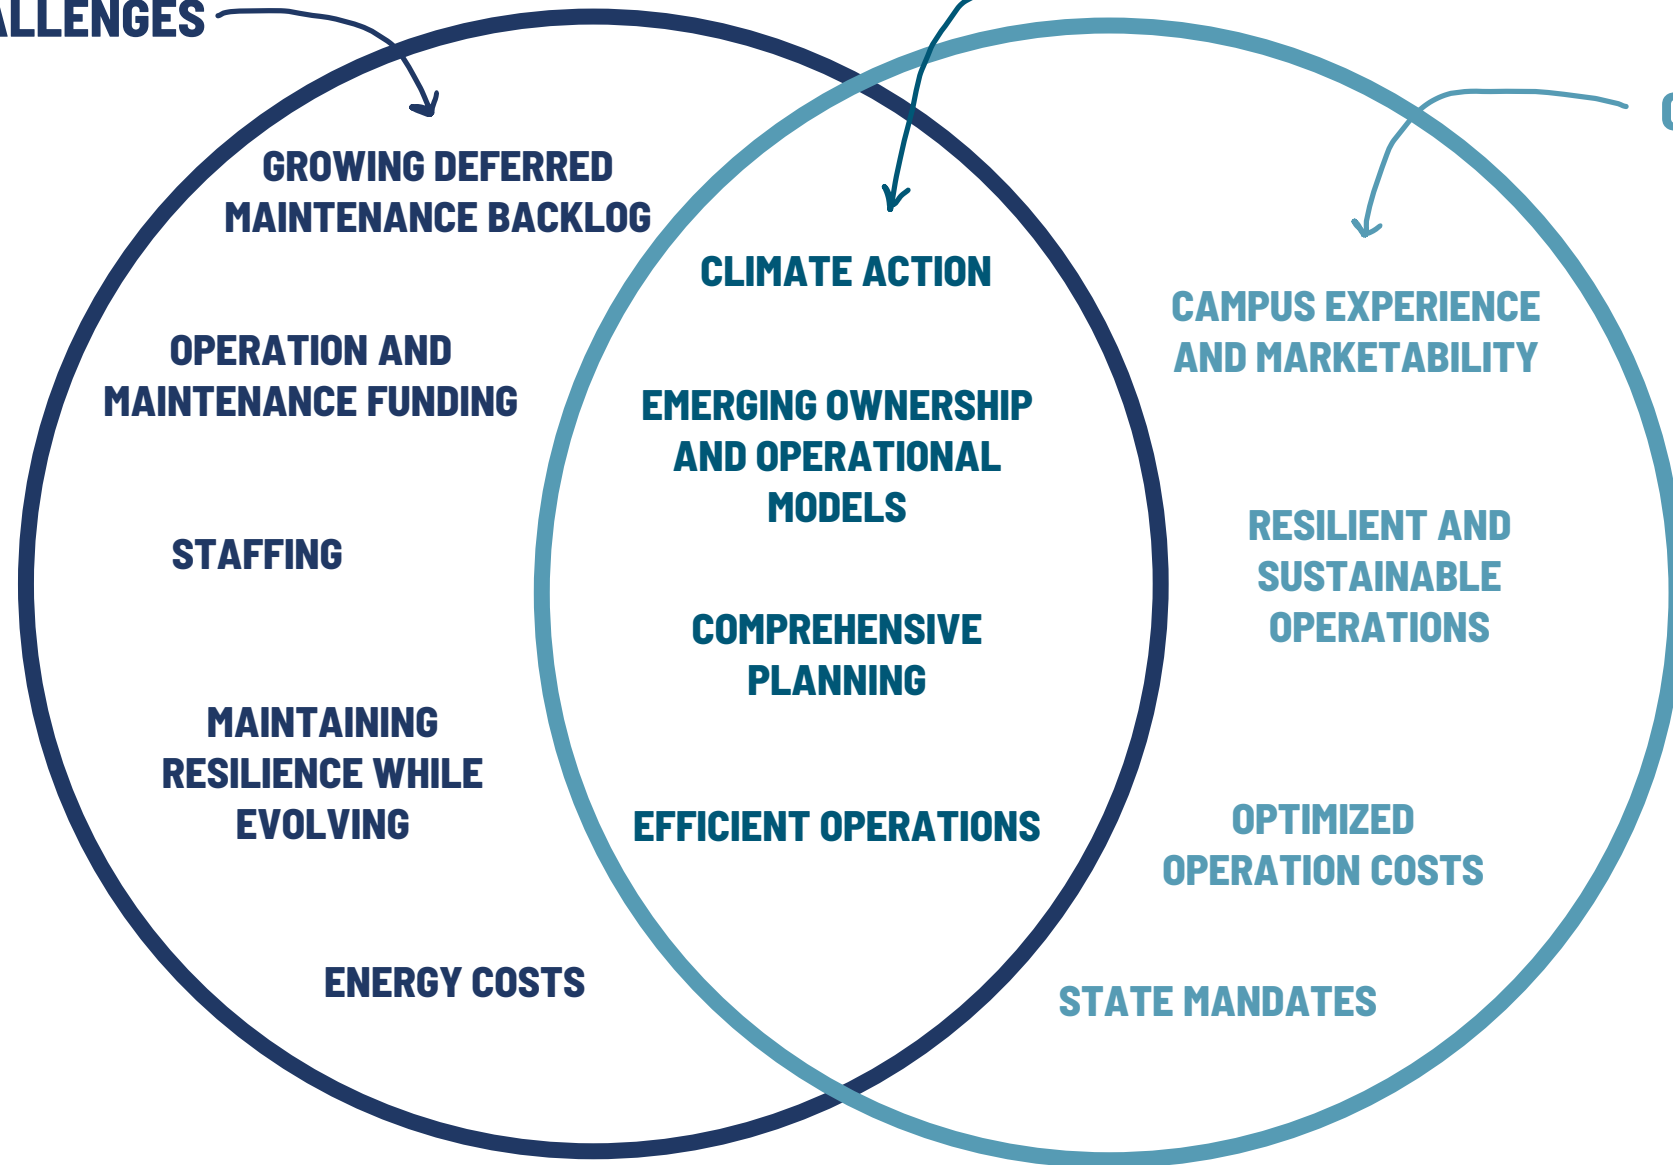 ALLENGES
GROWING DEFERRED
MAINTENANCE BACKLOG
OPERATION AND
MAINTENANCE FUNDING
STAFFING
MAINTAINING
RESILIENCE WHILE
EVOLVING
ENERGY COSTS
CLIMATE ACTION
EMERGING OWNERSHIP
AND OPERATIONAL
MODELS
COMPREHENSIVE
PLANNING
EFFICIENT OPERATIONS
CAMPUS EXPERIENCE
AND MARKETABILITY
RESILIENT AND
SUSTAINABLE
OPERATIONS
OPTIMIZED
OPERATION COSTS
STATE MANDATES